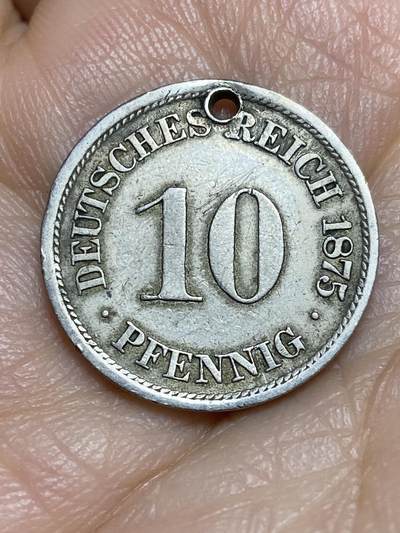 DEUTSCHES REICH 1875
10
PFENNIG